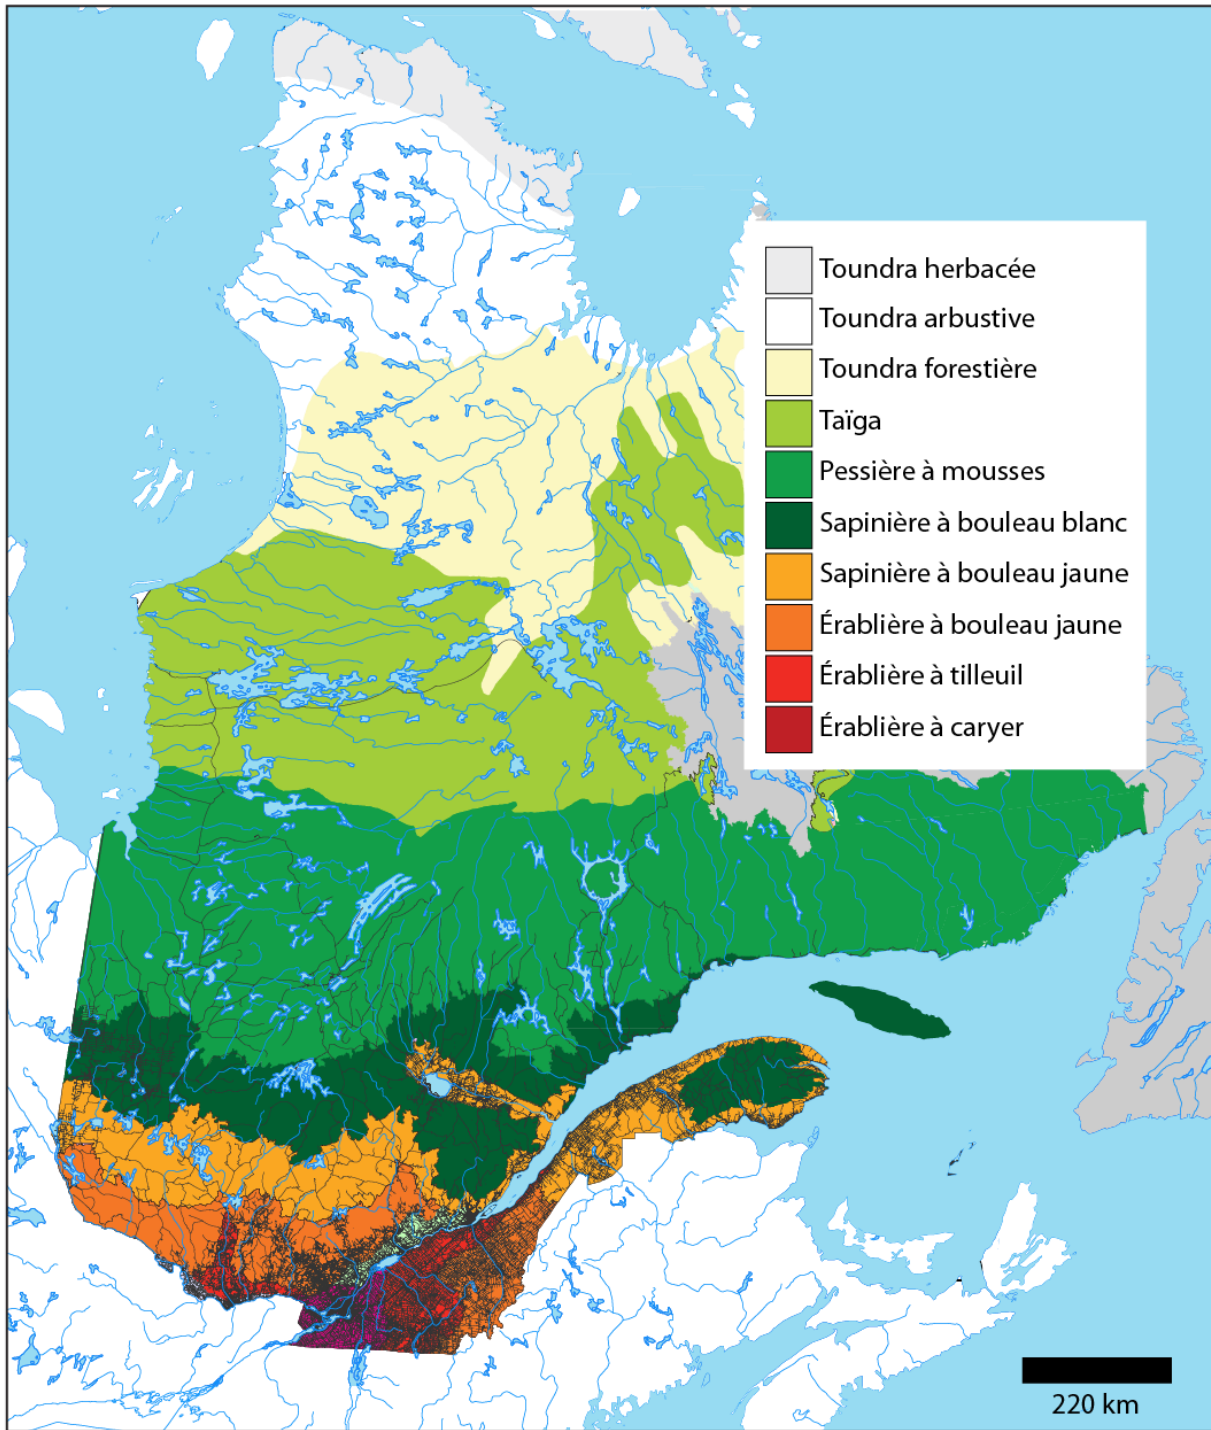 Toundra herbacée
Toundra arbustive
Toundra forestière
Taïga
Pessière à mousses
Sapinière à bouleau blanc
Sapinière à bouleau jaune
Érablière à bouleau jaune
Érablière à tilleuil
Érablière à caryer
220 km